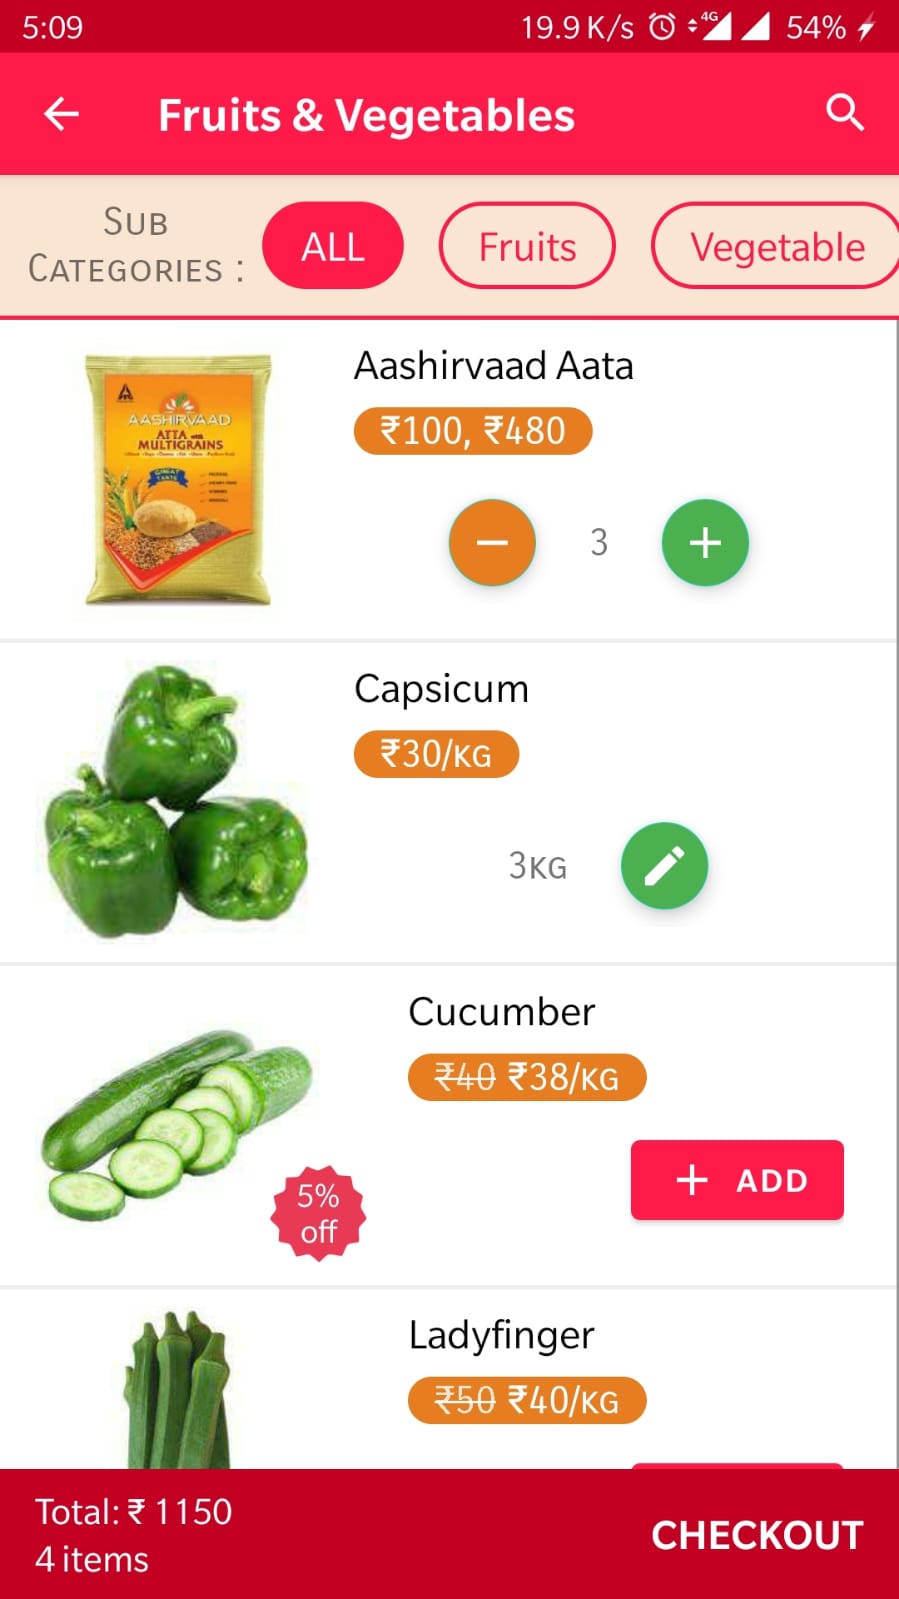 5:09 19.9 K/s 4G 54%
Fruits & Vegetables
SUB
CATEGORIES :
ALL Fruits Vegetable
Aashirvaad Aata
₹100, ₹480
AASHIRVAAD
ATTA WITH
MULTIGRAINS
3
Capsicum
₹30/KG
3KG
Cucumber
₹40 ₹38/KG
5%
off
+ ADD
Ladyfinger
₹50 ₹40/KG
Total: ₹ 1150
4 items
CHECKOUT